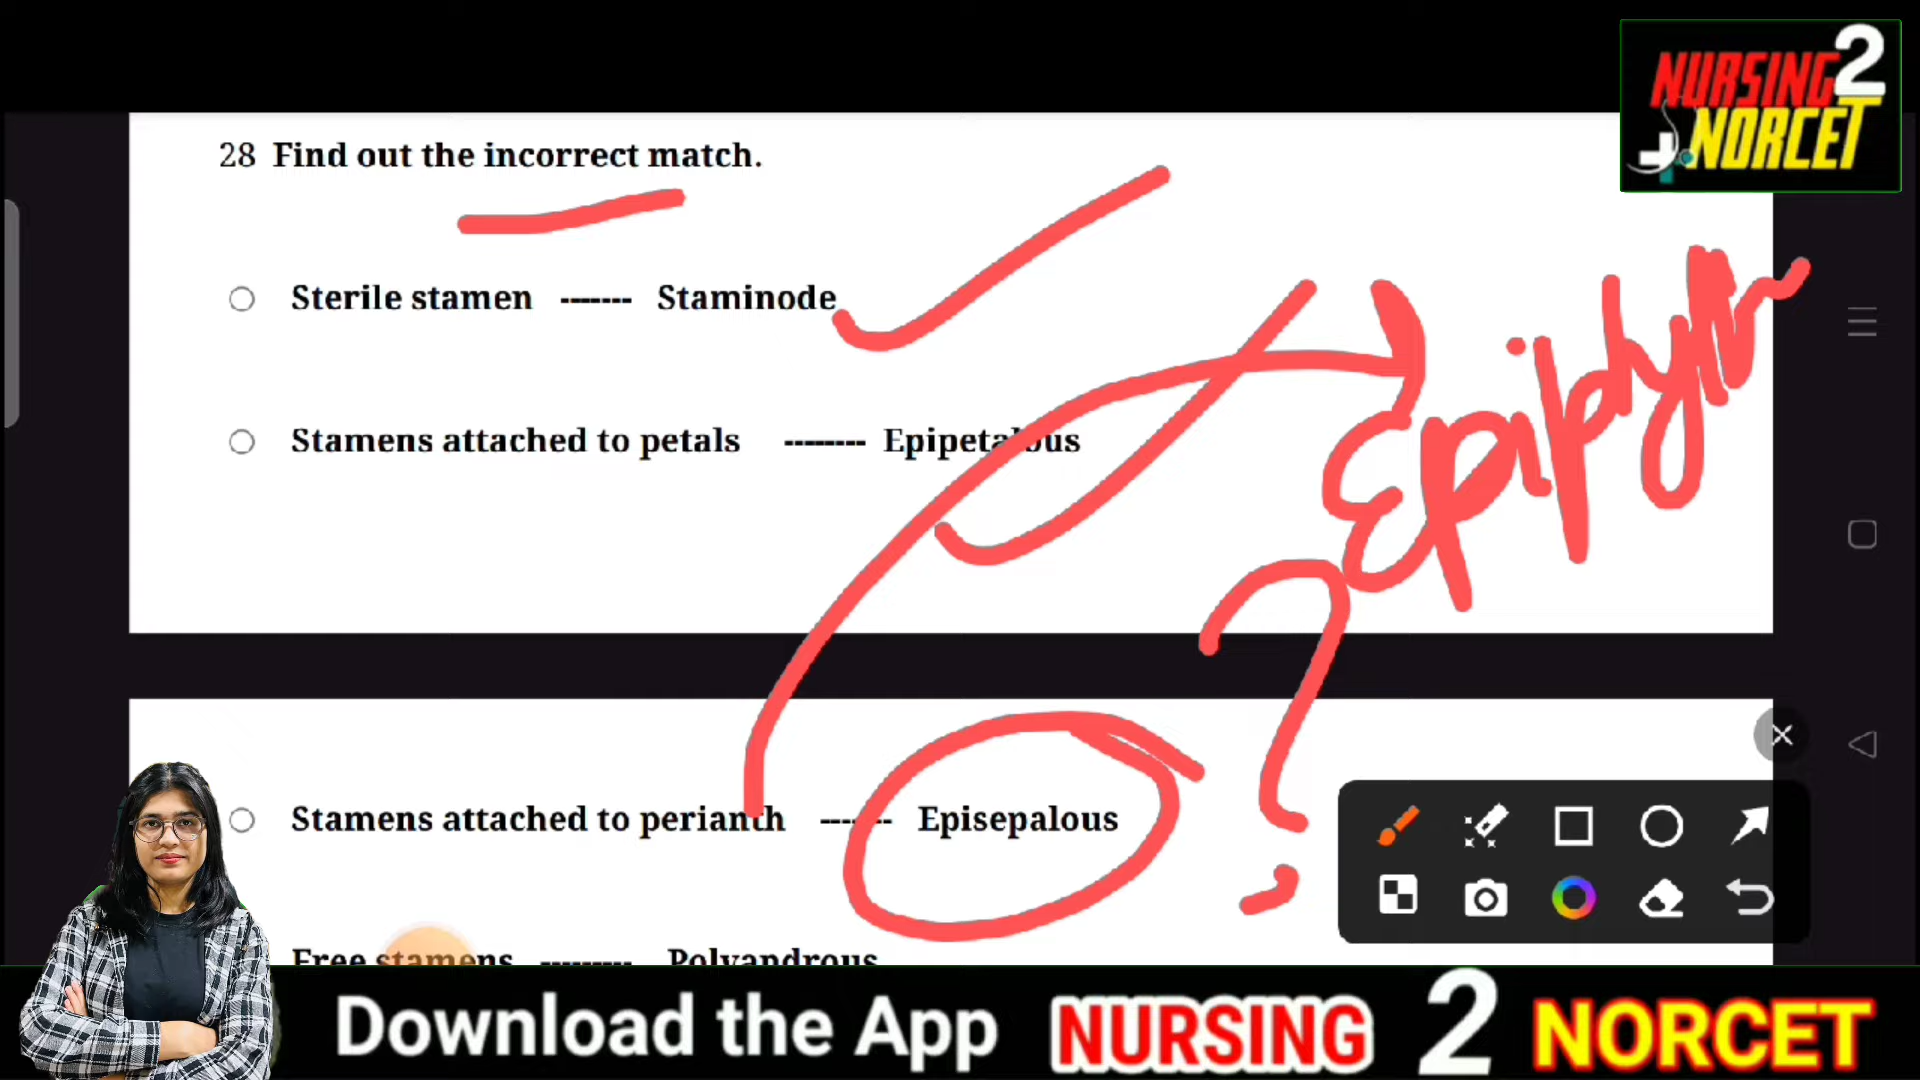 NURSING 2
NORCET
28 Find out the incorrect match.
Sterile stamen ------- Staminode
Stamens attached to petals -------- Epipetalous
Stamens attached to perianth ------- Episepalous
?
Free stamens --------- Polyandrous
Download the App NURSING 2 NORCET